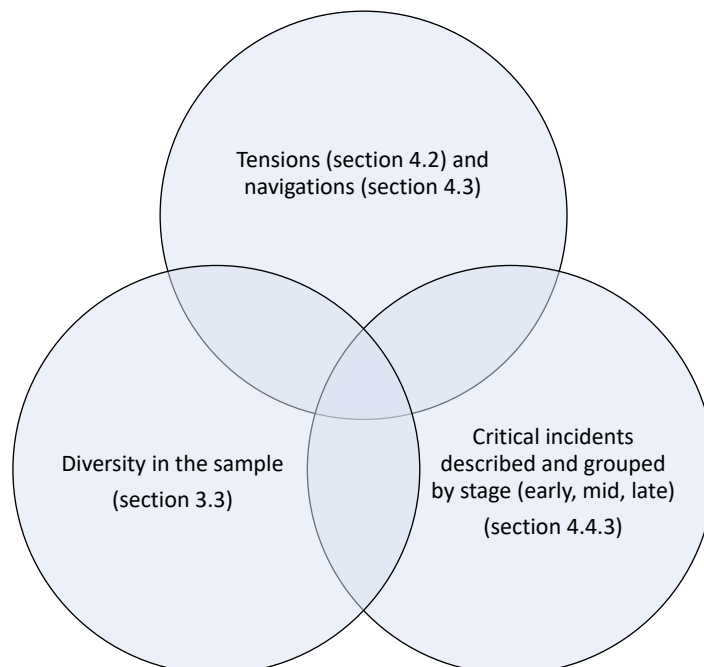 Tensions (section 4.2) and
navigations (section 4.3)
Diversity in the sample
(section 3.3)
Critical incidents
described and grouped
by stage (early, mid, late)
(section 4.4.3)